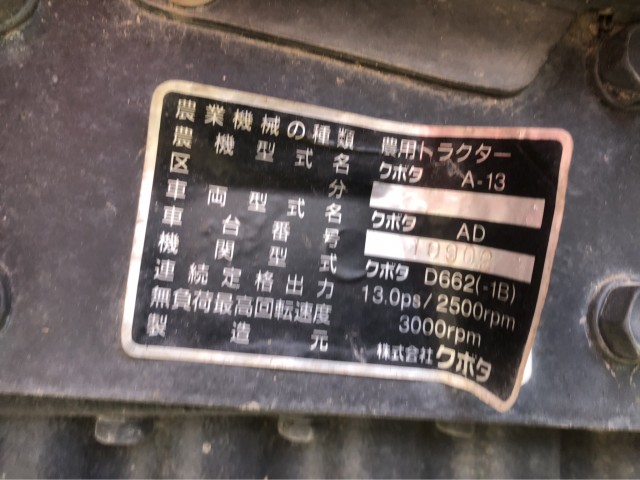 農業機械の種類 農用トラクター
農機型式名 クボタ A-13
区分
車両型式名 クボタ AD
車台番号 10909
機関型式 クボタ D662(-1B)
連続定格出力 13.0ps/2500rpm
無負荷最高回転速度 3000rpm
製造元 株式会社クボタ